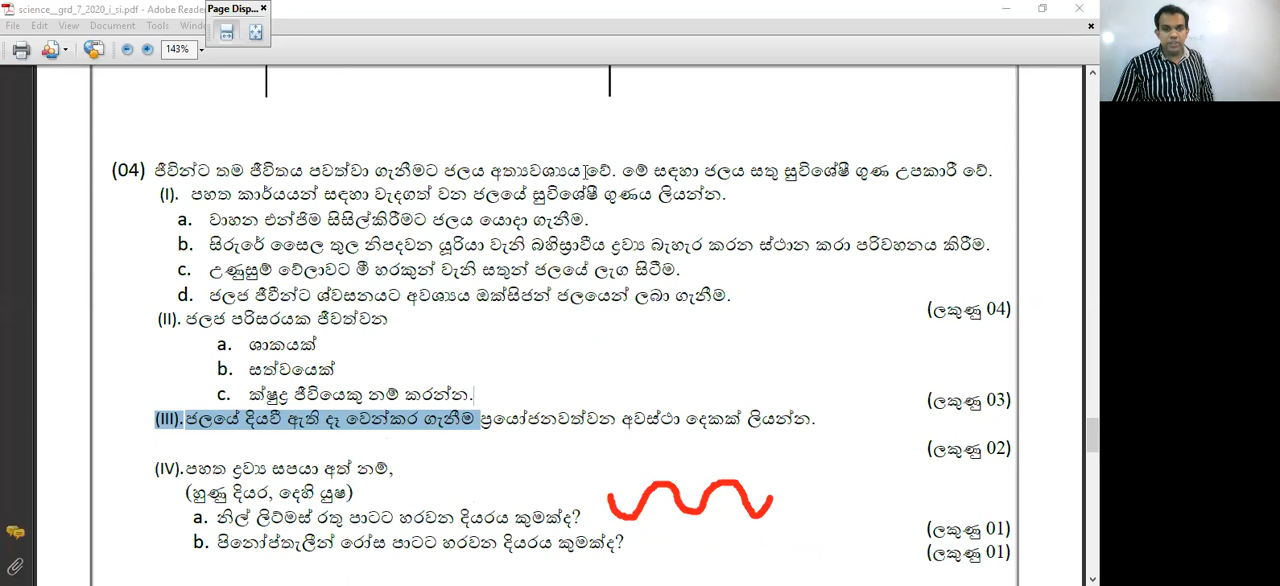 science_grd_7_2020_i_si.pdf - Adobe Reader
Page Disp...
File Edit View Document Tools Window
143%
(04) ජීවින්ට තම ජීවිතය පවත්වා ගැනීමට ජලය අත්‍යවශ්‍යය වේ. මේ සඳහා ජලය සතු සුවිශේෂී ගුණ උපකාරී වේ.
(I). පහත කාර්යයන් සඳහා වැදගත් වන ජලයේ සුවිශේෂී ගුණය ලියන්න.
a. වාහන එන්ජිම සිසිල්කිරීමට ජලය යොදා ගැනීම.
b. සිරුරේ සෛල තුල නිපදවන යූරියා වැනි බහිස්‍රාවීය ද්‍රව්‍ය බැහැර කරන ස්ථාන කරා පරිවහනය කිරීම.
c. උණුසුම් වේලාවට මී හරකුන් වැනි සතුන් ජලයේ ලැග සිටීම.
d. ජලජ ජීවීන්ට ශ්වසනයට අවශ්‍යය ඔක්සිජන් ජලයෙන් ලබා ගැනීම.
(ලකුණු 04)
(II). ජලජ පරිසරයක ජීවත්වන
a. ශාකයක්
b. සත්වයෙක්
c. ක්ෂුද්‍ර ජීවියෙකු නම් කරන්න.
(ලකුණු 03)
(III). ජලයේ දියවී ඇති දෑ වෙන්කර ගැනීම ප්‍රයෝජනවත්වන අවස්ථා දෙකක් ලියන්න.
(ලකුණු 02)
(IV). පහත ද්‍රව්‍ය සපයා අත් නම්,
(හුණු දියර, දෙහි යුෂ)
a. නිල් ලිට්මස් රතු පාටට හරවන දියරය කුමක්ද?
(ලකුණු 01)
b. පිනෝප්තැලීන් රෝස පාටට හරවන දියරය කුමක්ද?
(ලකුණු 01)